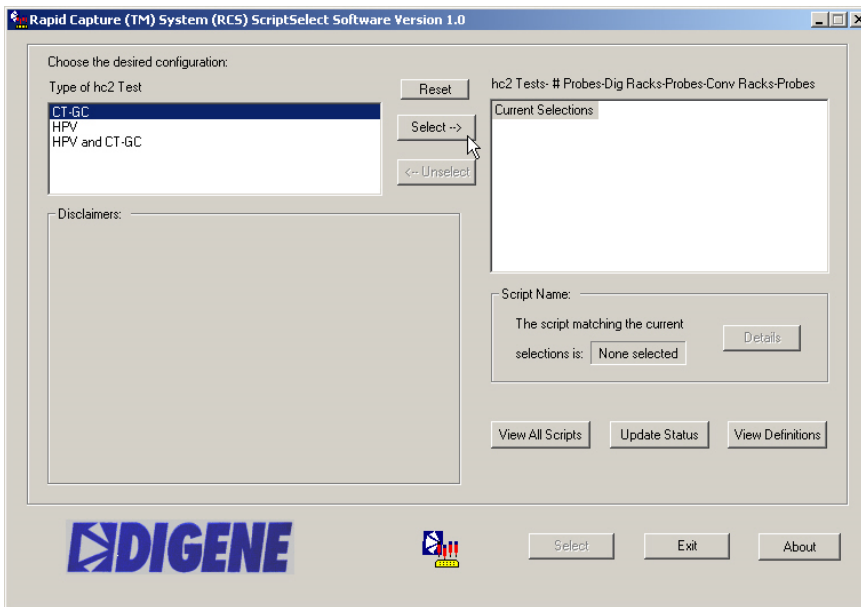 Rapid Capture (TM) System (RCS) ScriptSelect Software Version 1.0
Choose the desired configuration:
Type of hc2 Test
CT-GC
HPV
HPV and CT-GC
Reset
Select -->
<-- Unselect
hc2 Tests- # Probes-Dig Racks-Probes-Conv Racks-Probes
Current Selections
Disclaimers:
Script Name:
The script matching the current
selections is: None selected
Details
View All Scripts
Update Status
View Definitions
DIGENE
Select
Exit
About